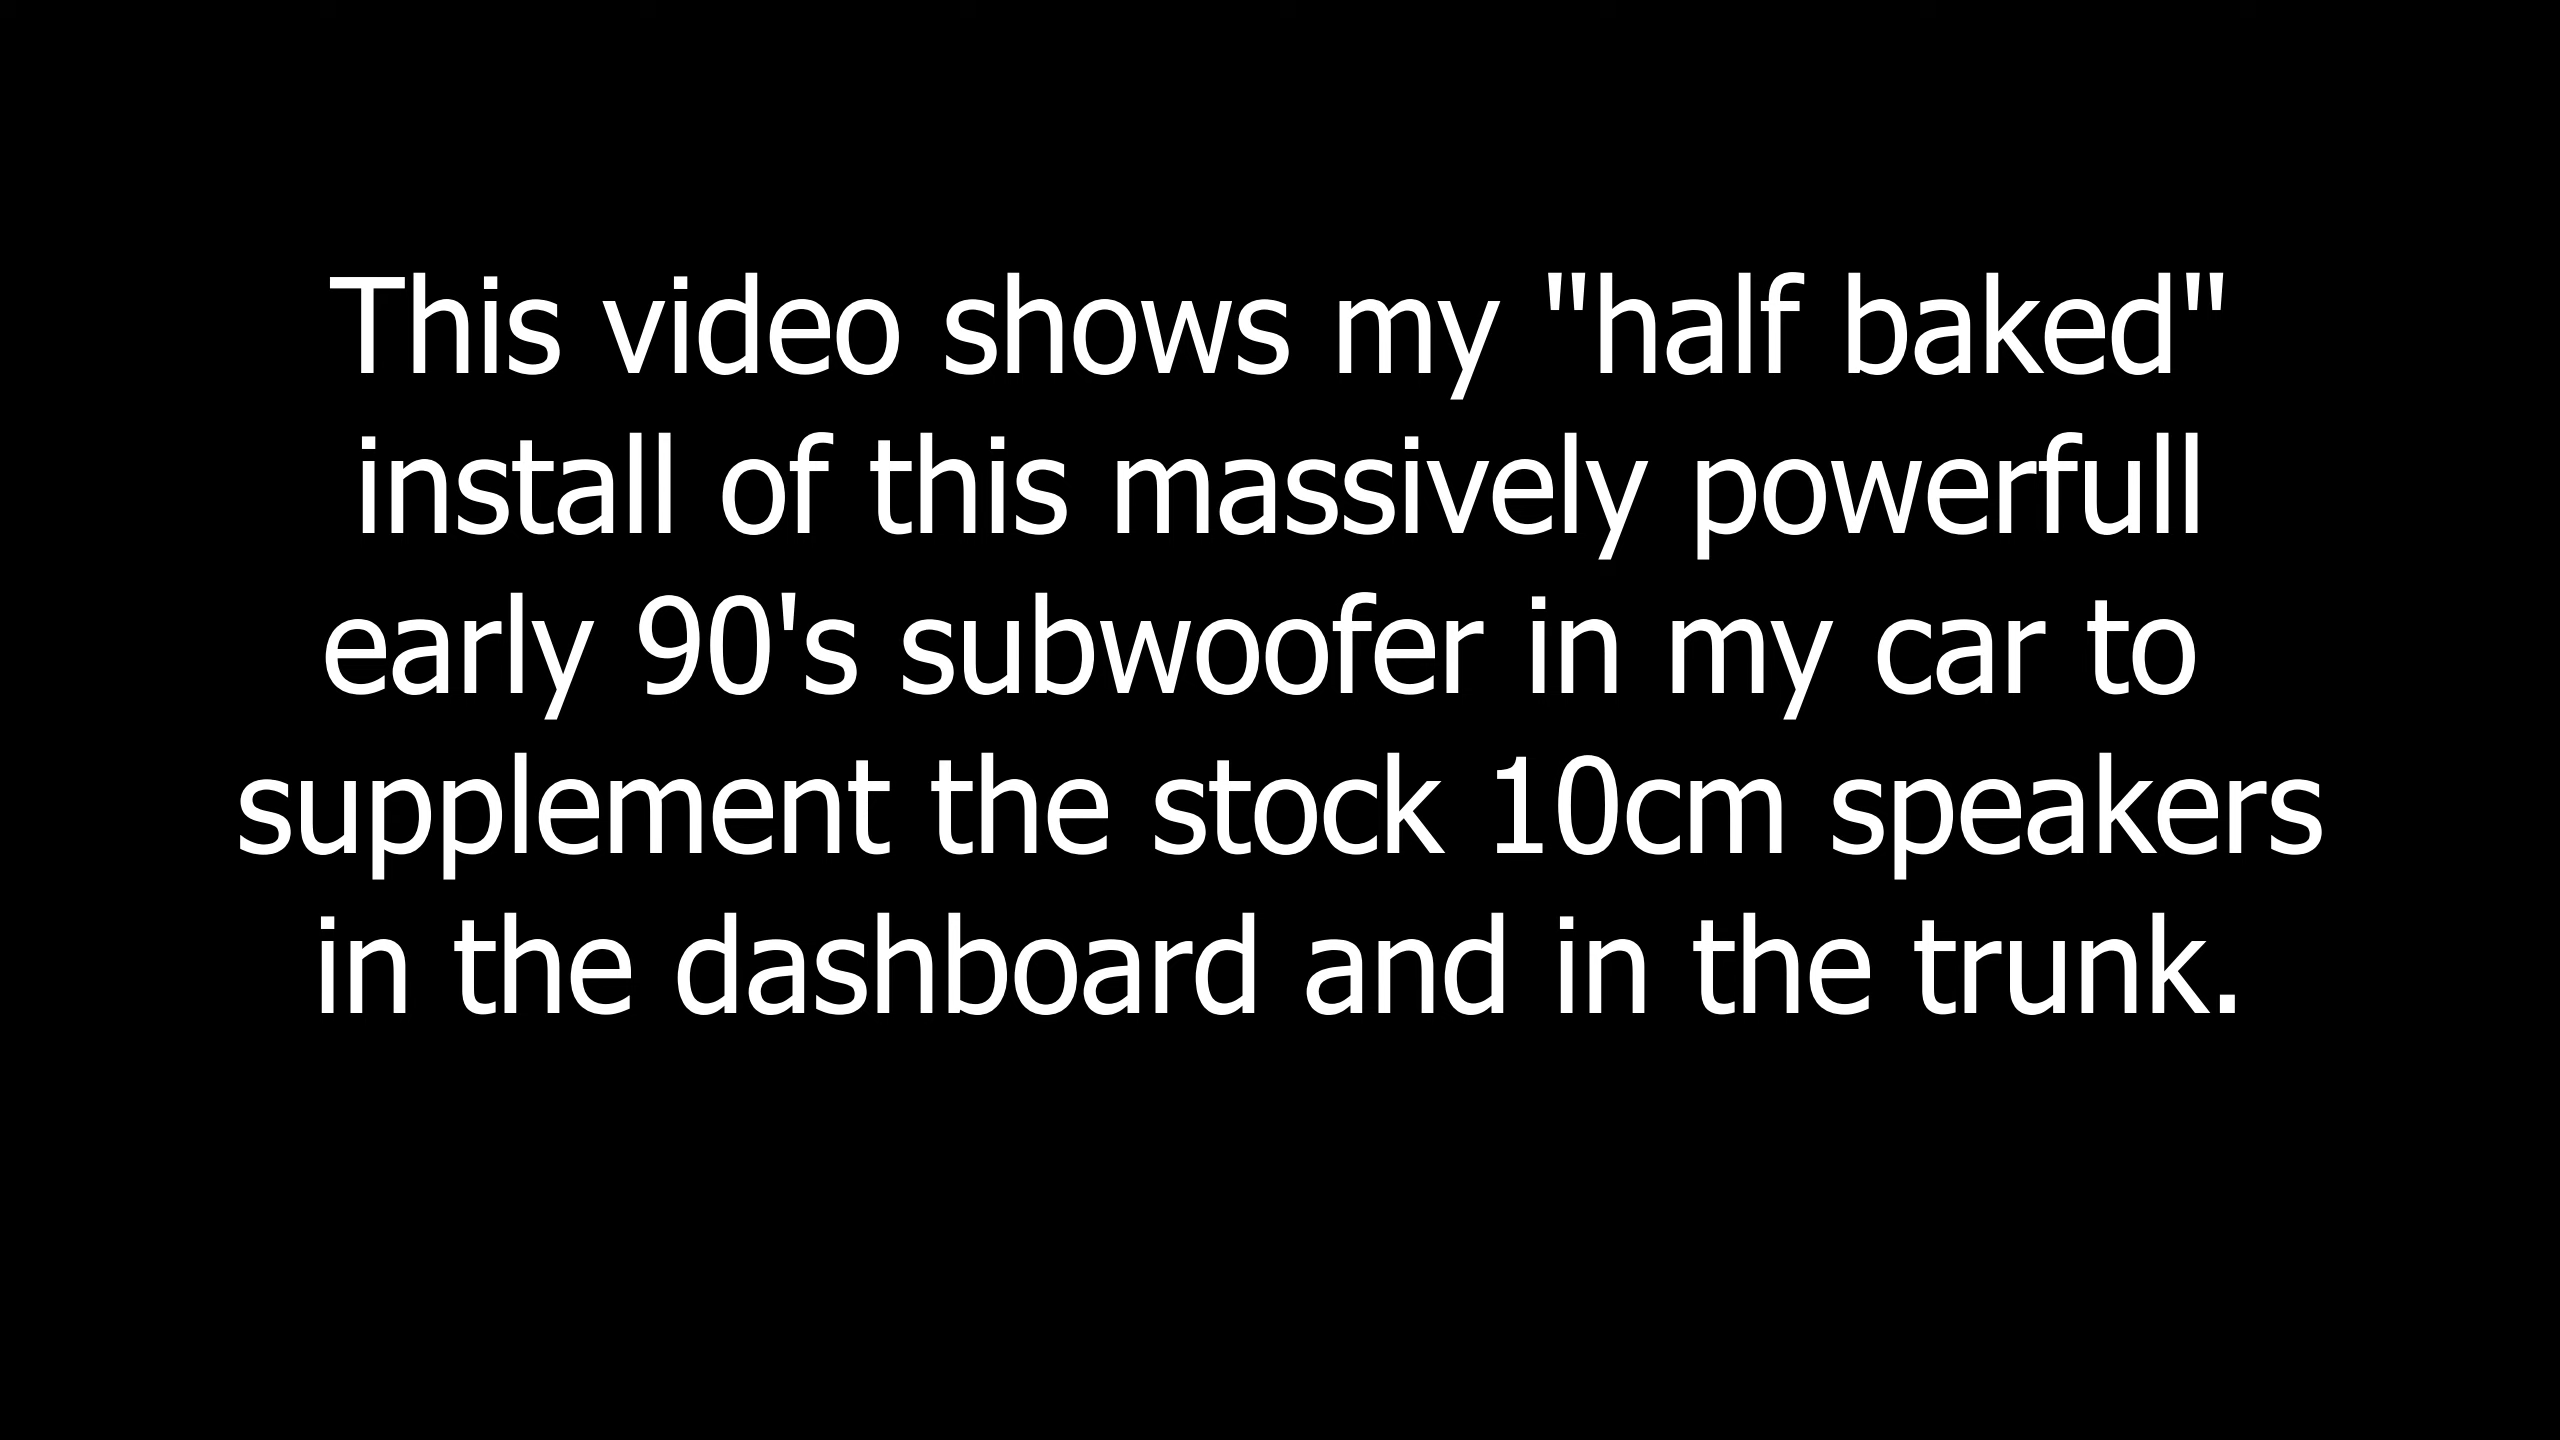 This video shows my "half baked"
install of this massively powerfull
early 90's subwoofer in my car to
supplement the stock 10cm speakers
in the dashboard and in the trunk.